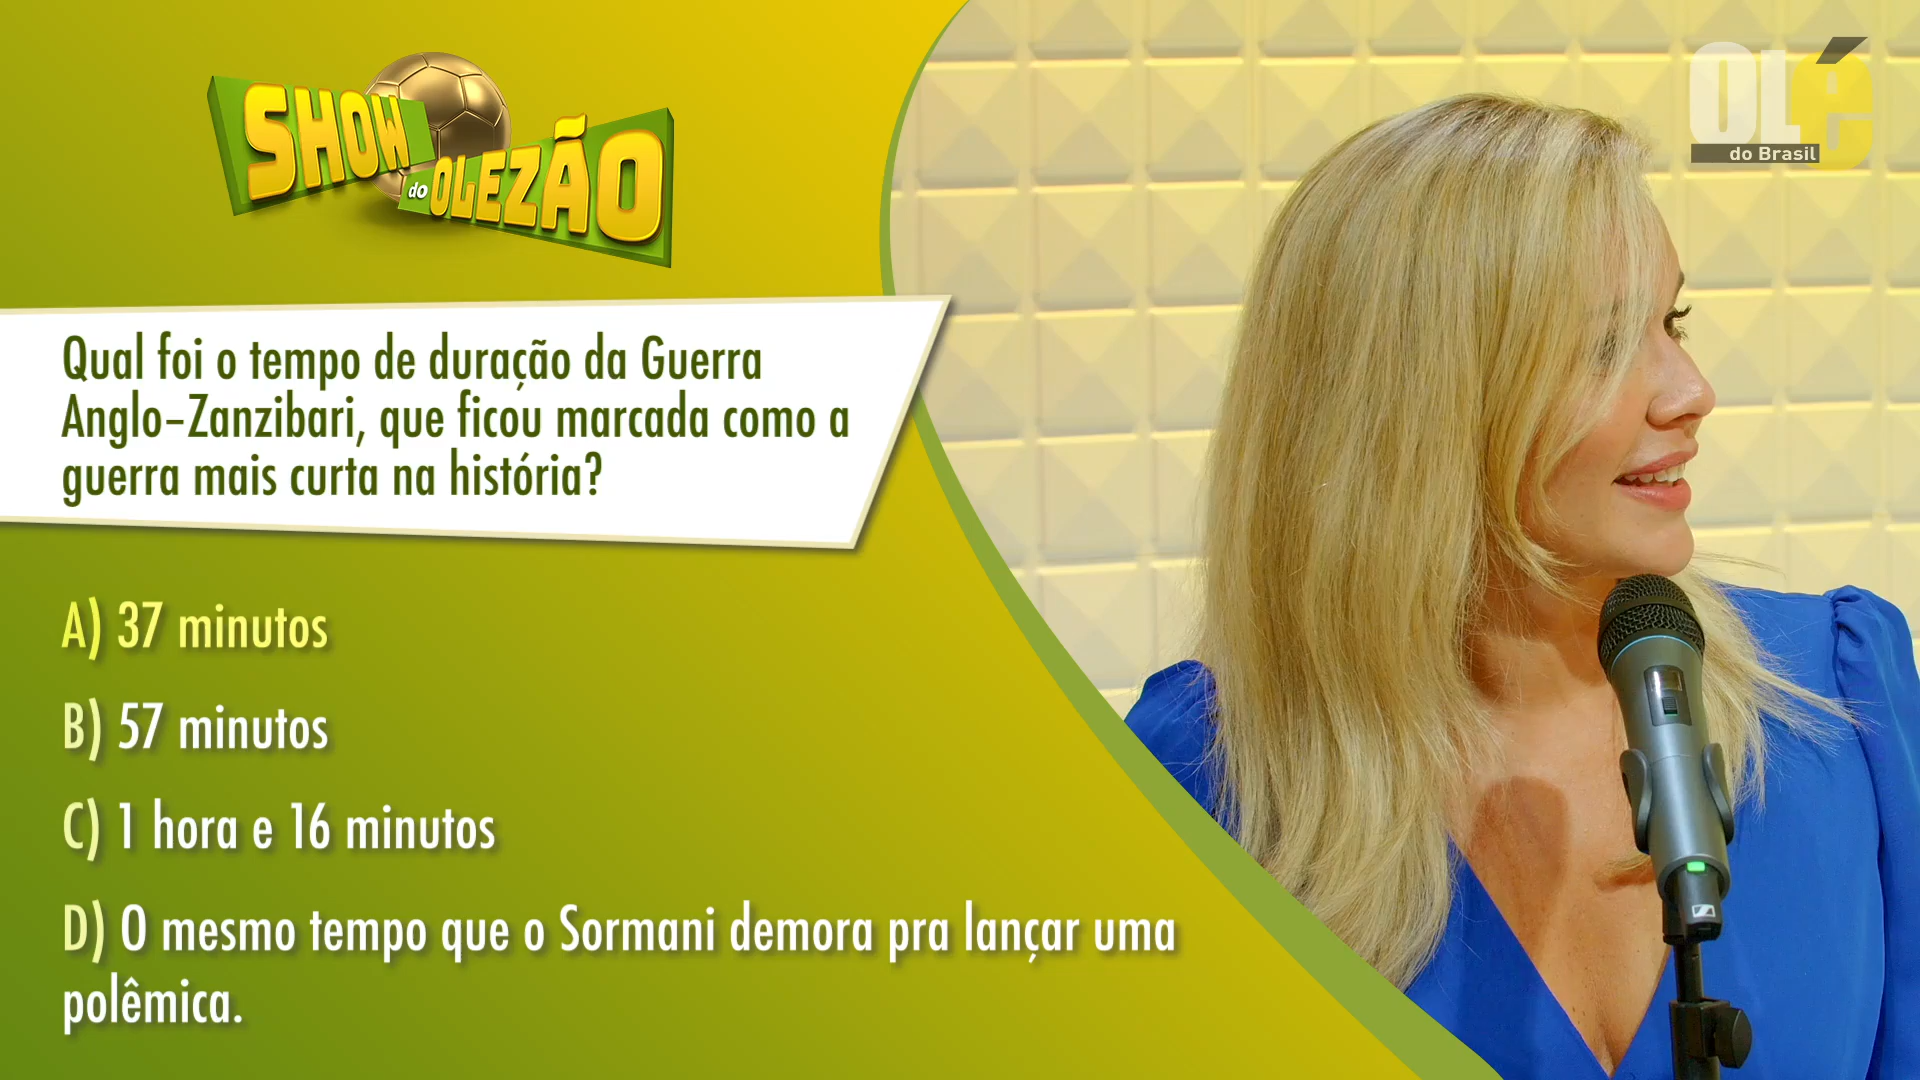 SHOW
do OLEZÃO
OLé
do Brasil
Qual foi o tempo de duração da Guerra
Anglo-Zanzibari, que ficou marcada como a
guerra mais curta na história?
A) 37 minutos
B) 57 minutos
C) 1 hora e 16 minutos
D) O mesmo tempo que o Sormani demora pra lançar uma
polêmica.